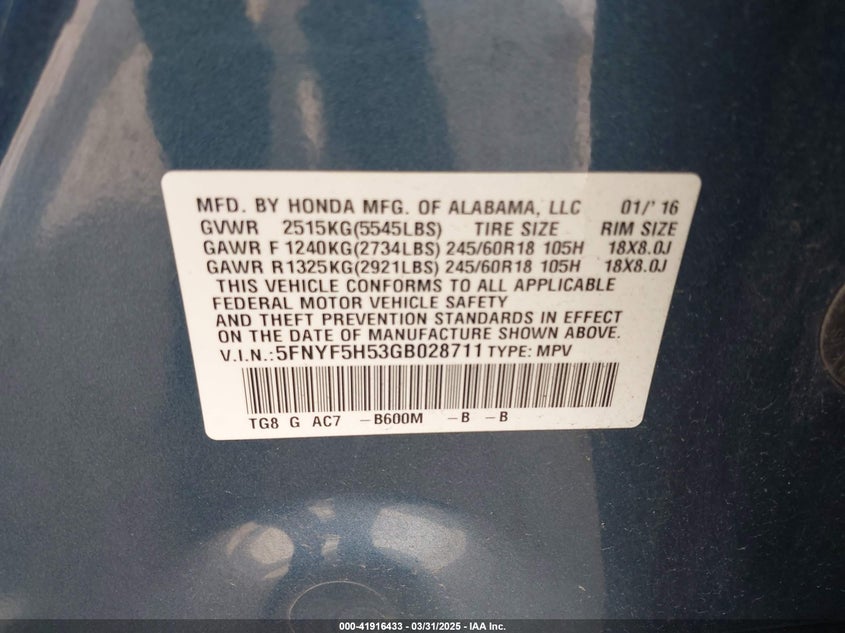 MFD. BY HONDA MFG. OF ALABAMA, LLC 01/'16
GVWR 2515KG(5545LBS) TIRE SIZE RIM SIZE
GAWR F 1240KG(2734LBS) 245/60R18 105H 18X8.0J
GAWR R1325KG(2921LBS) 245/60R18 105H 18X8.0J
THIS VEHICLE CONFORMS TO ALL APPLICABLE
FEDERAL MOTOR VEHICLE SAFETY
AND THEFT PREVENTION STANDARDS IN EFFECT
ON THE DATE OF MANUFACTURE SHOWN ABOVE.
V.I.N.:5FNYF5H53GB028711 TYPE: MPV
TG8 G AC7 -B600M -B -B
000-41916433 - 03/31/2025 - IAA Inc.